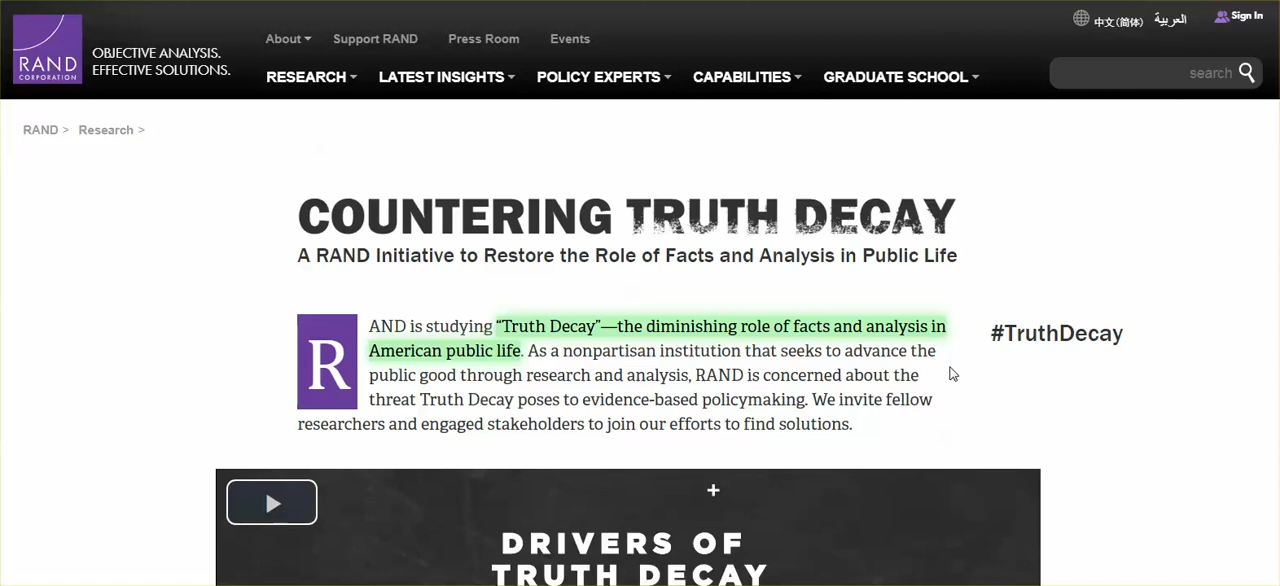 中文(简体)
العربية
Sign In
RAND
CORPORATION
OBJECTIVE ANALYSIS.
EFFECTIVE SOLUTIONS.
About
Support RAND
Press Room
Events
RESEARCH
LATEST INSIGHTS
POLICY EXPERTS
CAPABILITIES
GRADUATE SCHOOL
search
RAND > Research >
COUNTERING TRUTH DECAY
A RAND Initiative to Restore the Role of Facts and Analysis in Public Life
RAND is studying “Truth Decay”—the diminishing role of facts and analysis in
American public life. As a nonpartisan institution that seeks to advance the
public good through research and analysis, RAND is concerned about the
threat Truth Decay poses to evidence-based policymaking. We invite fellow
researchers and engaged stakeholders to join our efforts to find solutions.
#TruthDecay
DRIVERS OF
TRUTH DECAY